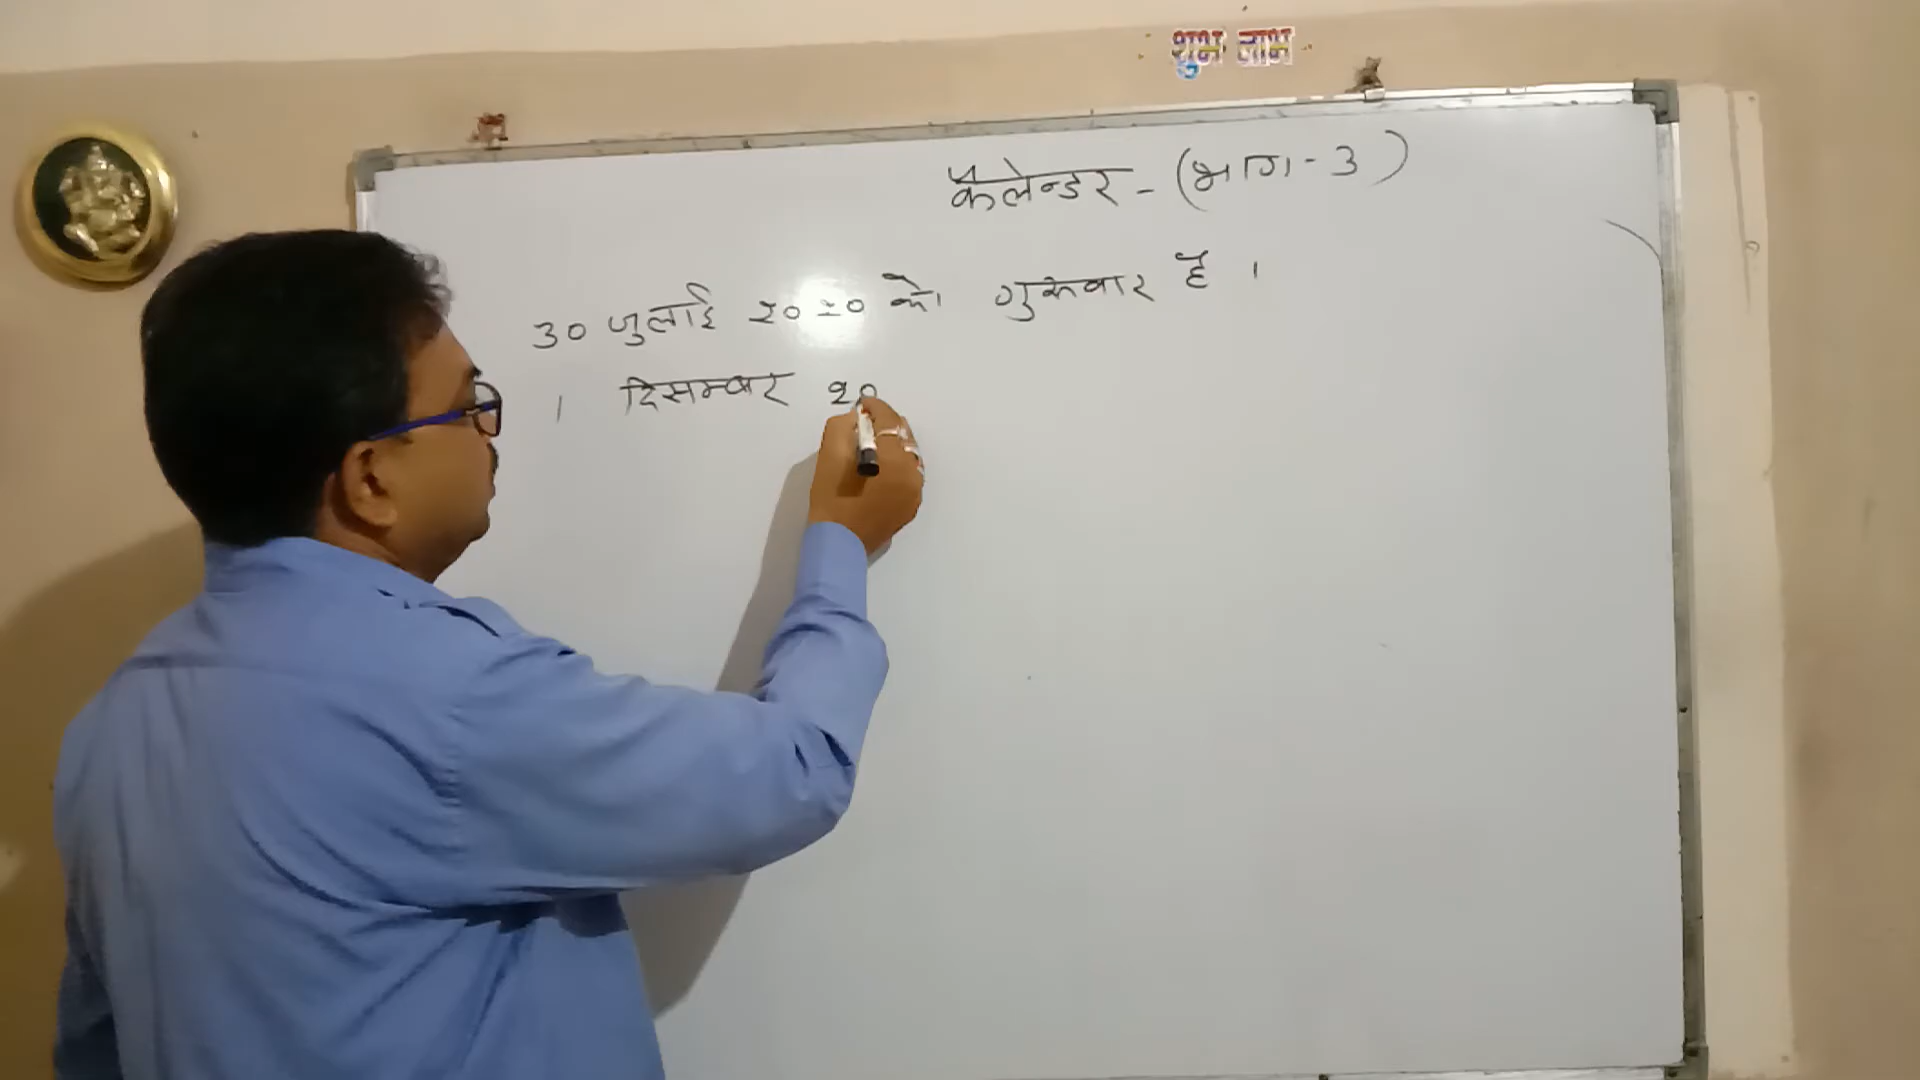 शुभ लाभ
कैलेन्डर - (भाग - 3)
30 जुलाई 2020 को गुरुवार है ।
1 दिसम्बर 20